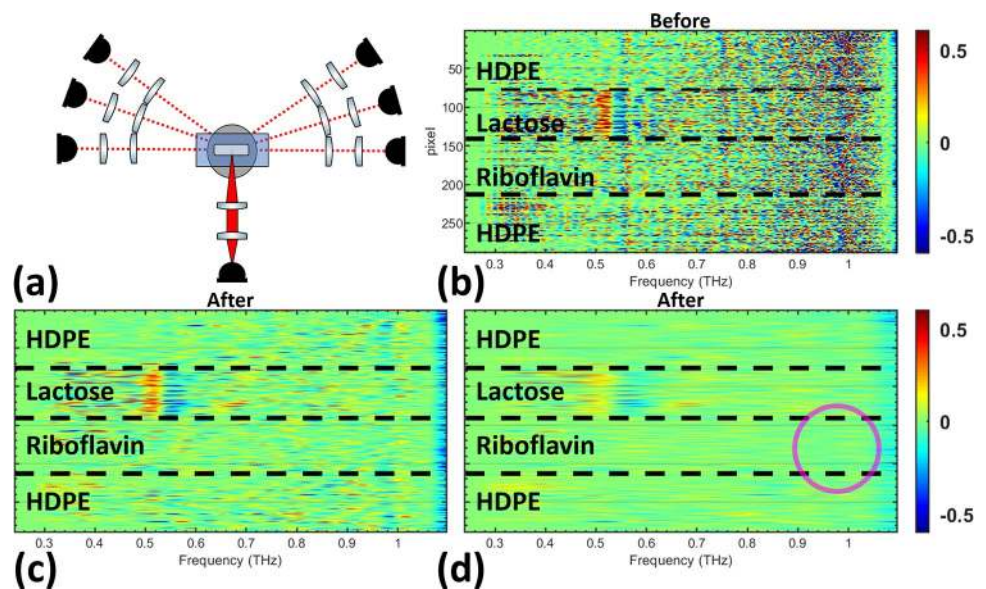 (a)
Before
HDPE
Lactose
Riboflavin
HDPE
pixel
50
100
150
200
250
0.3 0.4 0.5 0.6 0.7 0.8 0.9 1
Frequency (THz)
0.5
0
-0.5
(b)
After
HDPE
Lactose
Riboflavin
HDPE
0.3 0.4 0.5 0.6 0.7 0.8 0.9 1
Frequency (THz)
(c)
After
HDPE
Lactose
Riboflavin
HDPE
0.3 0.4 0.5 0.6 0.7 0.8 0.9 1
Frequency (THz)
0.5
0
-0.5
(d)